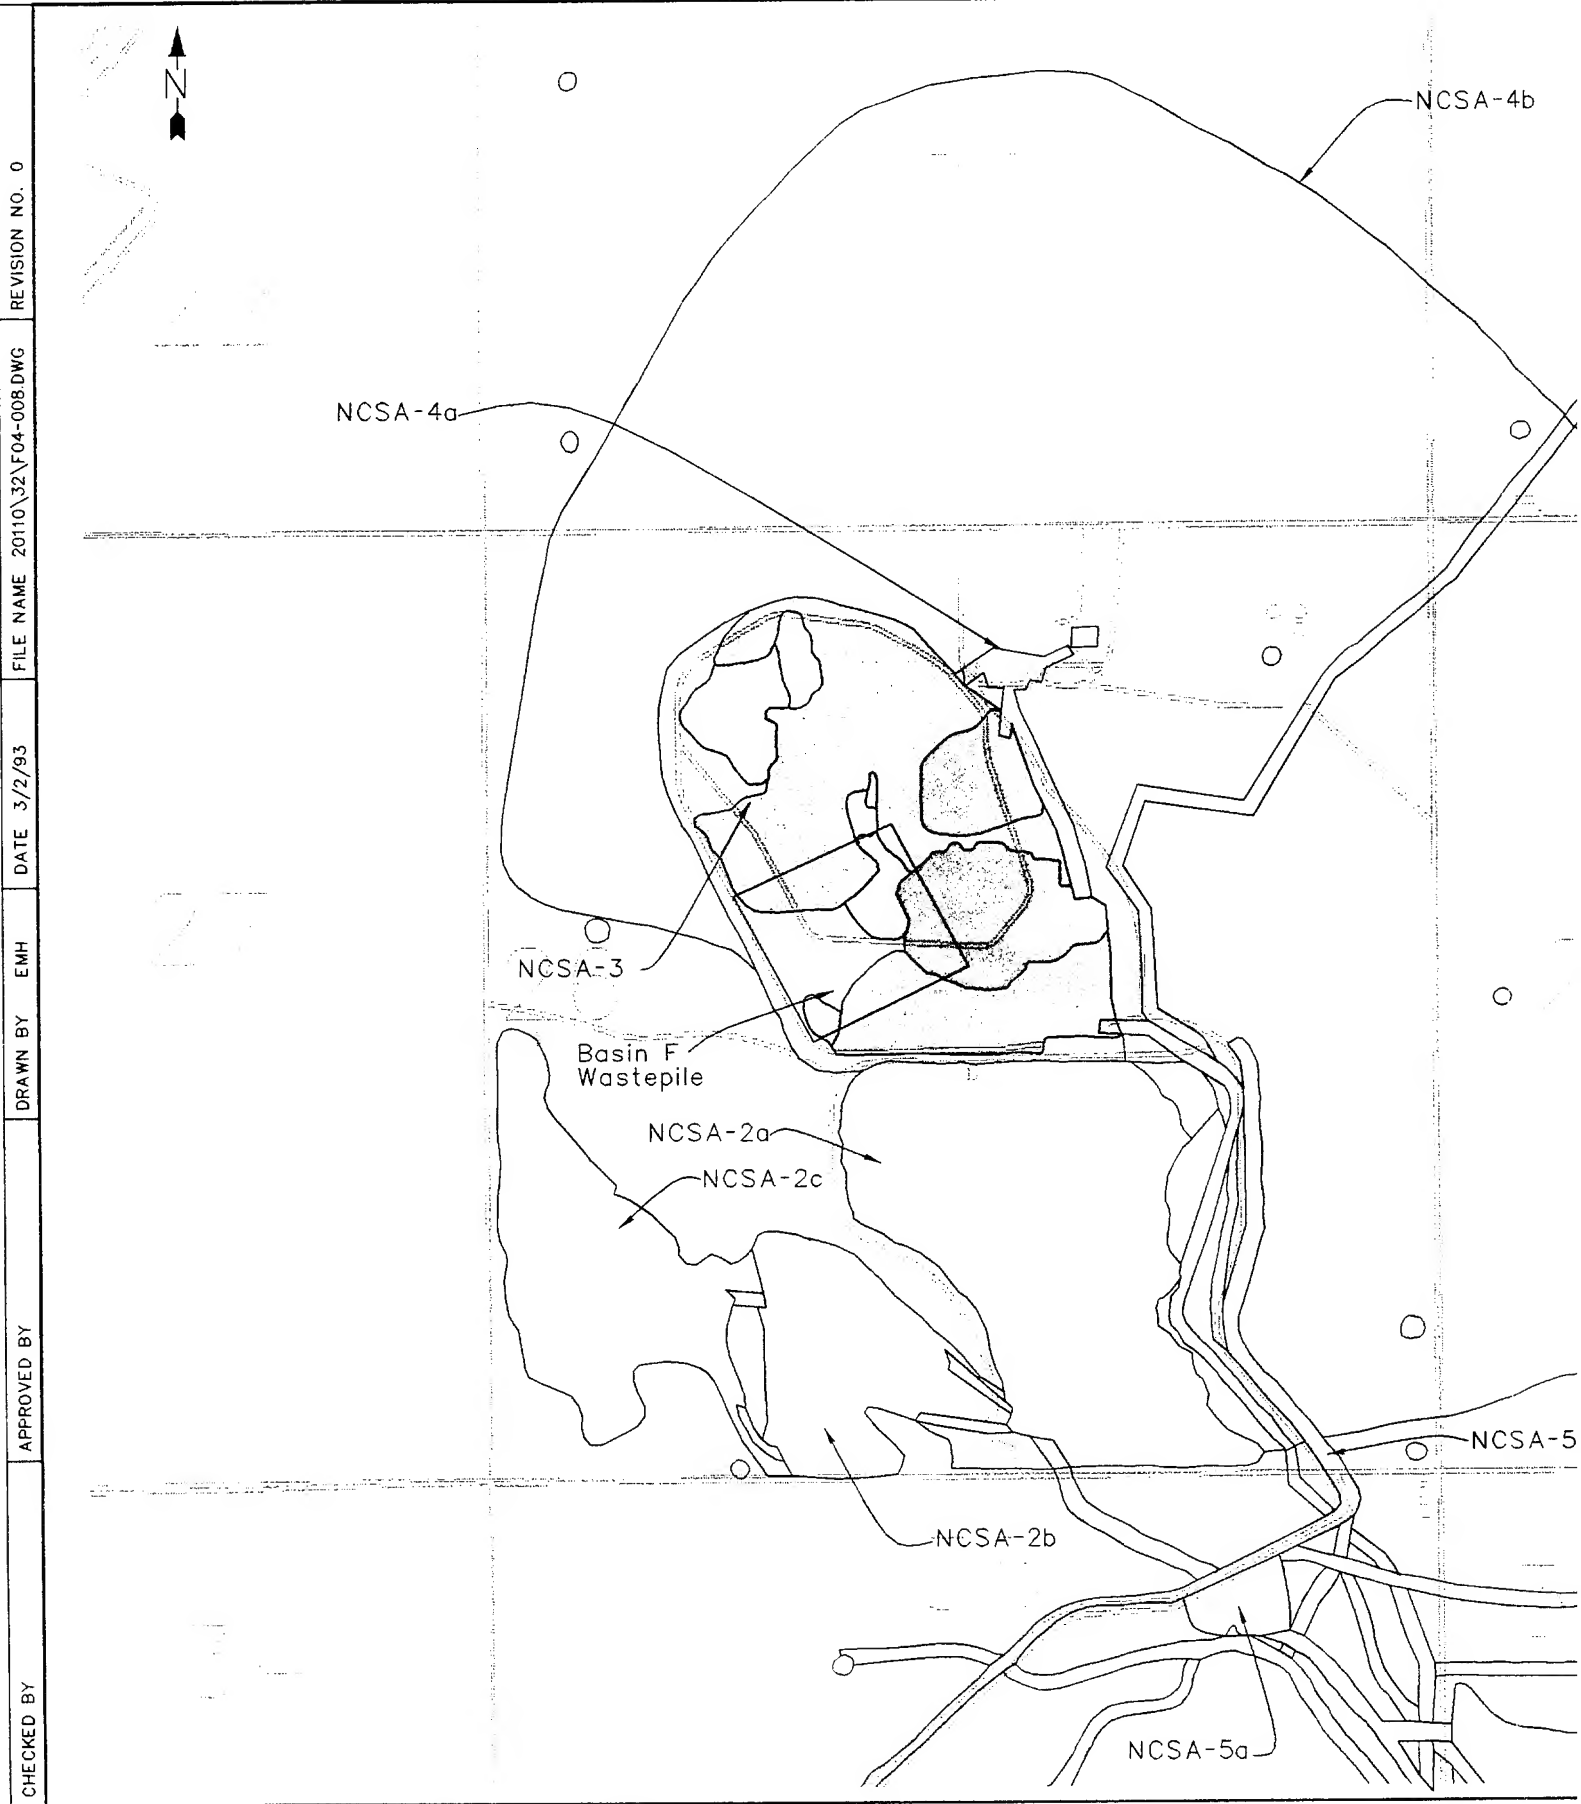 N
NCSA-4b
NCSA-4a
NCSA-3
Basin F
Wastepile
NCSA-2a
NCSA-2c
NCSA-5
NCSA-2b
NCSA-5a
CHECKED BY
APPROVED BY
DRAWN BY EMH
DATE 3/2/93
FILE NAME 20110\32\F04-008.DWG
REVISION NO. 0